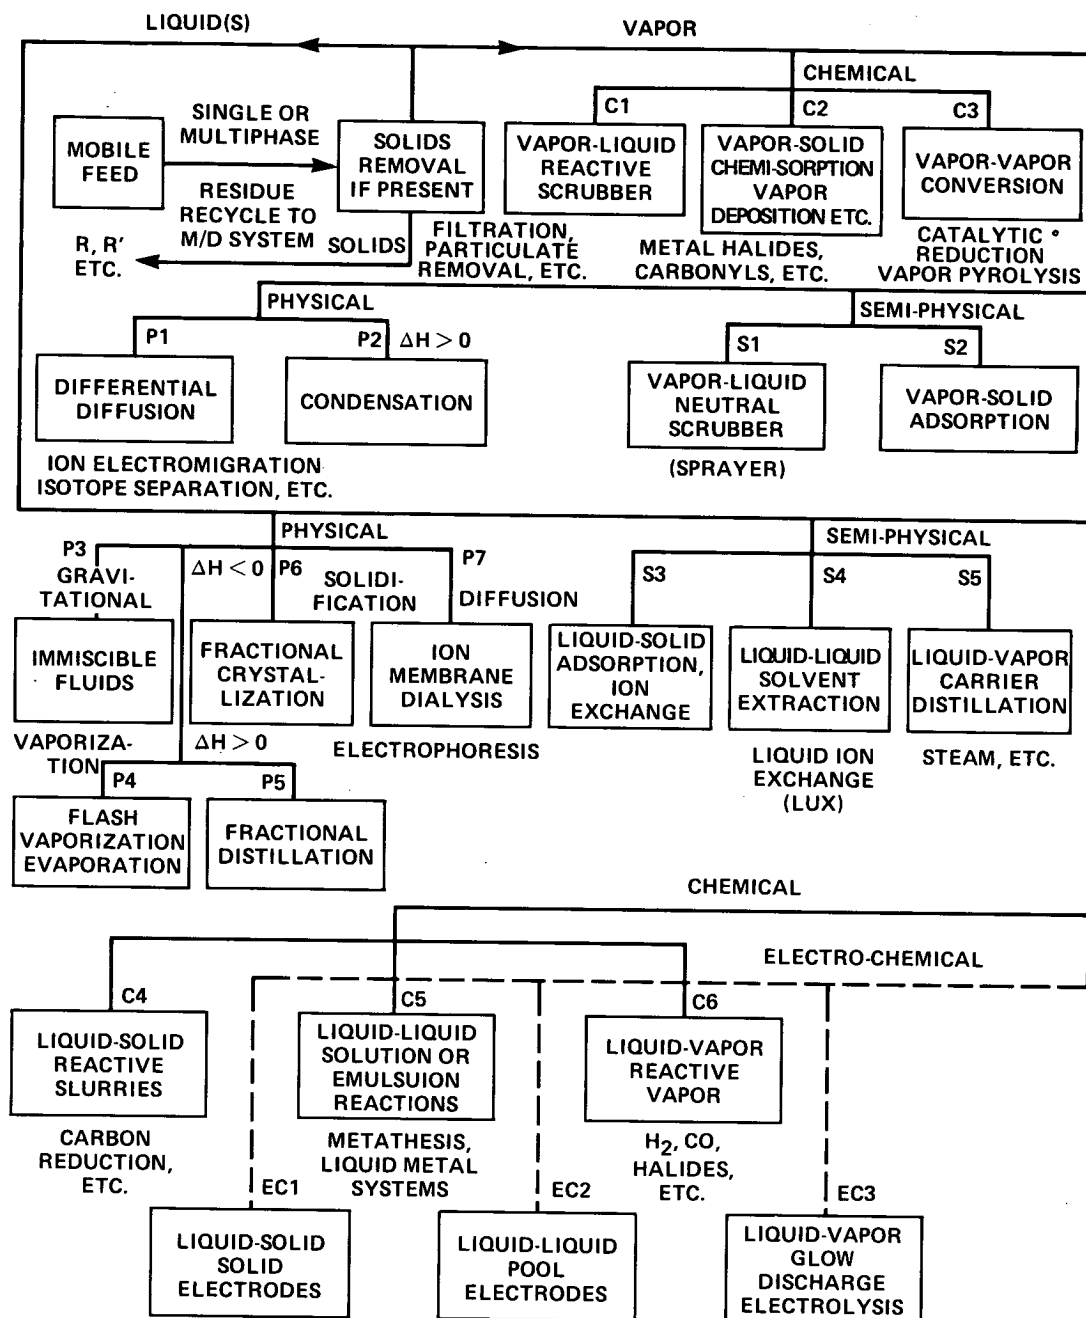 LIQUID(S)
VAPOR
CHEMICAL
C1
C2
C3
MOBILE
FEED
SINGLE OR
MULTIPHASE
RESIDUE
RECYCLE TO
M/D SYSTEM
SOLIDS
REMOVAL
IF PRESENT
VAPOR-LIQUID
REACTIVE
SCRUBBER
VAPOR-SOLID
CHEMI-SORPTION
VAPOR
DEPOSITION ETC.
VAPOR-VAPOR
CONVERSION
R, R'
ETC.
SOLIDS
FILTRATION,
PARTICULATE
REMOVAL, ETC.
METAL HALIDES,
CARBONYLS, ETC.
CATALYTIC
REDUCTION
VAPOR PYROLYSIS
PHYSICAL
SEMI-PHYSICAL
P1
P2 ΔH > 0
S1
S2
DIFFERENTIAL
DIFFUSION
CONDENSATION
VAPOR-LIQUID
NEUTRAL
SCRUBBER
VAPOR-SOLID
ADSORPTION
(SPRAYER)
ION ELECTROMIGRATION
ISOTOPE SEPARATION, ETC.
PHYSICAL
SEMI-PHYSICAL
P3
GRAVI-
TATIONAL
ΔH < 0
P6
SOLIDI-
FICATION
P7
DIFFUSION
S3
S4
S5
IMMISCIBLE
FLUIDS
FRACTIONAL
CRYSTAL-
LIZATION
ION
MEMBRANE
DIALYSIS
LIQUID-SOLID
ADSORPTION,
ION
EXCHANGE
LIQUID-LIQUID
SOLVENT
EXTRACTION
LIQUID-VAPOR
CARRIER
DISTILLATION
VAPORIZA-
TION
ΔH > 0
ELECTROPHORESIS
LIQUID ION
EXCHANGE
(LUX)
STEAM, ETC.
P4
P5
FLASH
VAPORIZATION
EVAPORATION
FRACTIONAL
DISTILLATION
CHEMICAL
ELECTRO-CHEMICAL
C4
C5
C6
LIQUID-SOLID
REACTIVE
SLURRIES
LIQUID-LIQUID
SOLUTION OR
EMULSUION
REACTIONS
LIQUID-VAPOR
REACTIVE
VAPOR
CARBON
REDUCTION,
ETC.
METATHESIS,
LIQUID METAL
SYSTEMS
H2, CO,
HALIDES,
ETC.
EC1
EC2
EC3
LIQUID-SOLID
SOLID
ELECTRODES
LIQUID-LIQUID
POOL
ELECTRODES
LIQUID-VAPOR
GLOW
DISCHARGE
ELECTROLYSIS